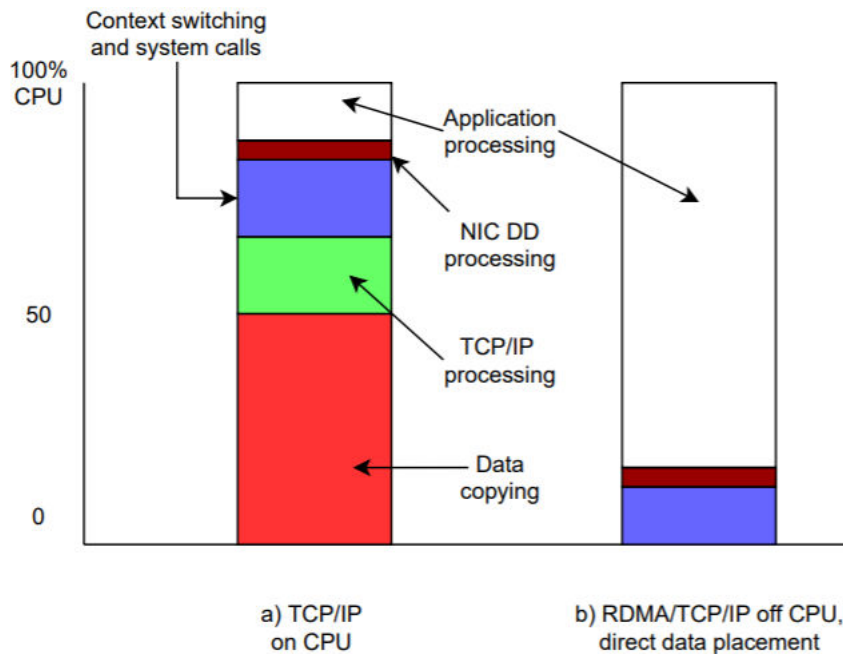 Context switching
and system calls
100%
CPU
Application
processing
NIC DD
processing
50
TCP/IP
processing
Data
copying
0
a) TCP/IP
on CPU
b) RDMA/TCP/IP off CPU,
direct data placement